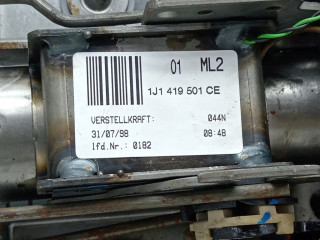 01 ML2
1J1 419 501 CE
VERSTELLKRAFT: 044N
31/07/98 08:48
lfd.Nr.: 0182